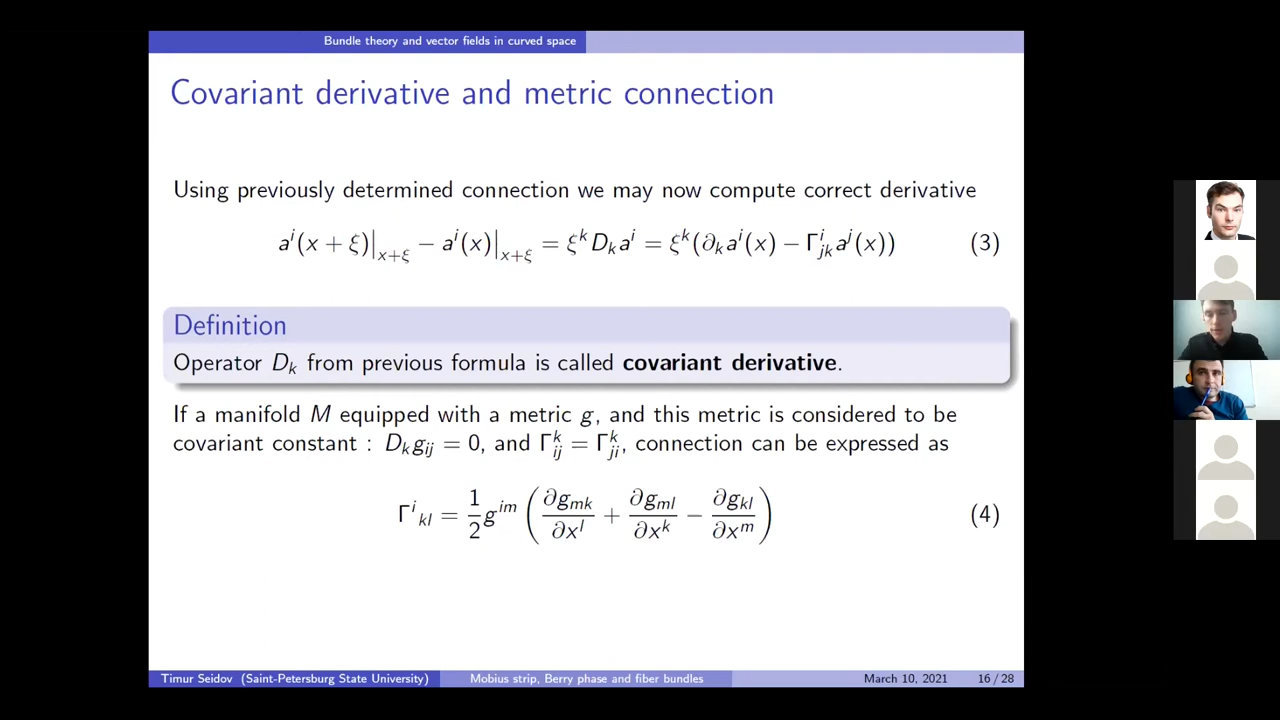 Bundle theory and vector fields in curved space
Covariant derivative and metric connection
Using previously determined connection we may now compute correct derivative
a^i(x + ξ)|_{x+ξ} − a^i(x)|_{x+ξ} = ξ^k D_k a^i = ξ^k(∂_k a^i(x) − Γ^i_{jk} a^j(x)) (3)
Definition
Operator D_k from previous formula is called covariant derivative.
If a manifold M equipped with a metric g, and this metric is considered to be
covariant constant : D_k g_{ij} = 0, and Γ^k_{ij} = Γ^k_{ji}, connection can be expressed as
Γ^i_{kl} = \frac{1}{2} g^{im} ( \frac{∂g_{mk}}{∂x^l} + \frac{∂g_{ml}}{∂x^k} − \frac{∂g_{kl}}{∂x^m} ) (4)
Timur Seidov (Saint-Petersburg State University) Mobius strip, Berry phase and fiber bundles March 10, 2021 16 / 28